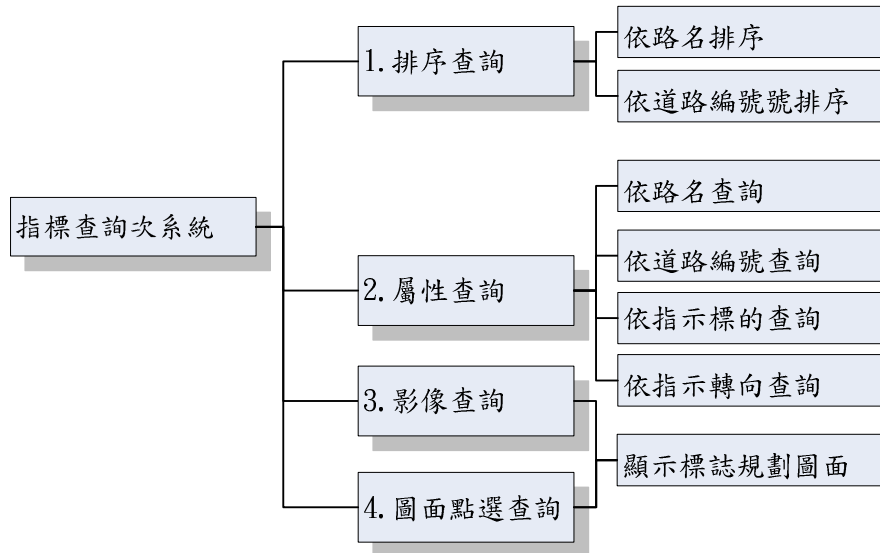 指標查詢次系統
1.排序查詢
依路名排序
依道路編號號排序
2.屬性查詢
依路名查詢
依道路編號查詢
依指示標的查詢
依指示轉向查詢
3.影像查詢
4.圖面點選查詢
顯示標誌規劃圖面